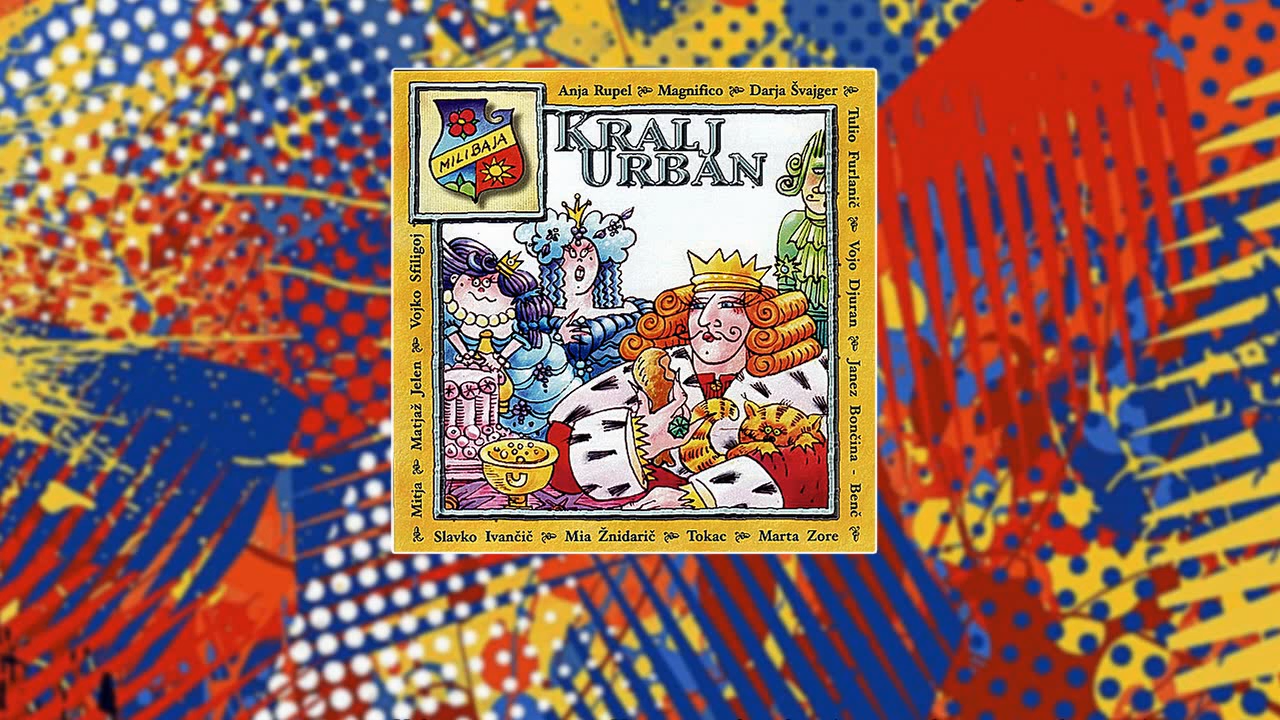 Anja Rupel Magnifico Darja Švajger
Tulio Furlanič Vojo Djuran Janez Bončina - Benč
MILIBAJA
KRALJ
URBAN
Mitja Matjaž Jelen Vojko Sfiligoj
Slavko Ivančič Mia Žnidarič Tokac Marta Zore